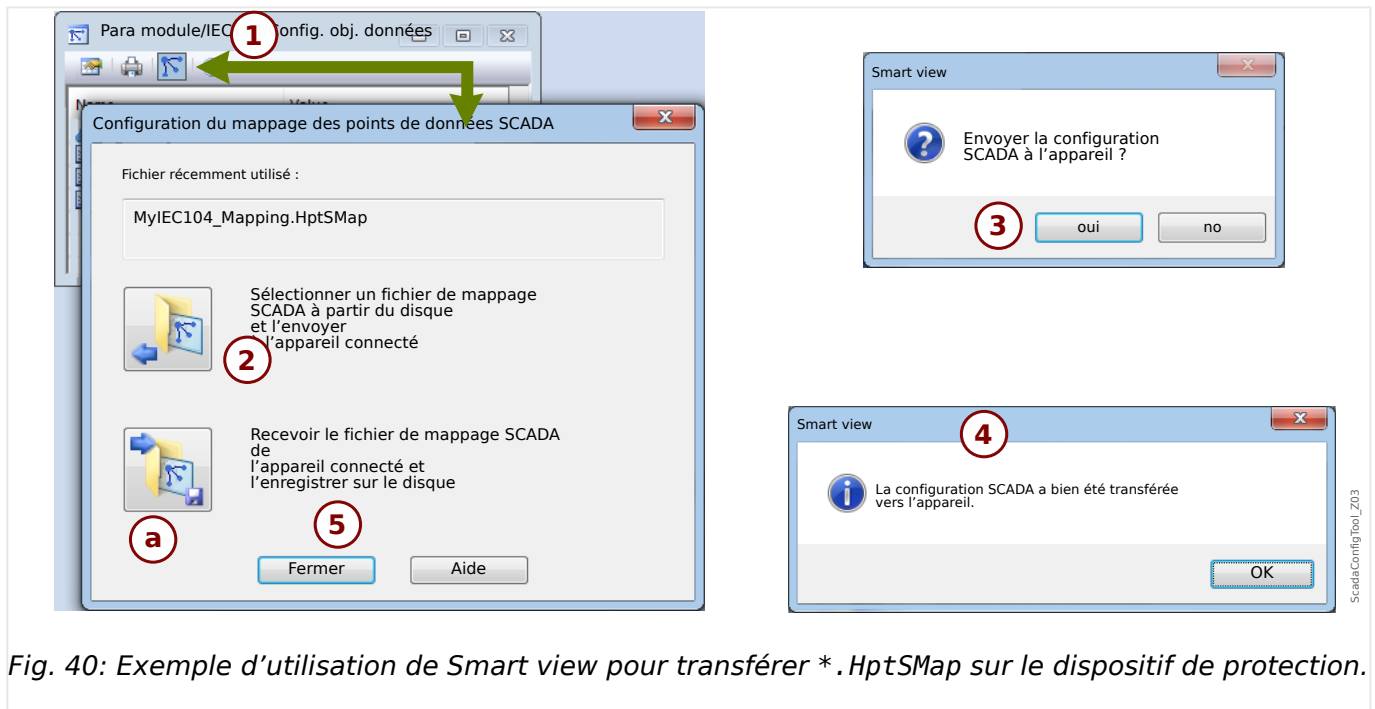 Para module/IEC
1
onfig. obj. données
Name
Value
Configuration du mappage des points de données SCADA
Fichier récemment utilisé :
MyIEC104_Mapping.HptSMap
Sélectionner un fichier de mappage
SCADA à partir du disque
et l’envoyer
l’appareil connecté
2
Recevoir le fichier de mappage SCADA
de
l’appareil connecté et
l’enregistrer sur le disque
a
5
Fermer
Aide
Smart view
Envoyer la configuration
SCADA à l’appareil ?
3
oui
no
Smart view
4
La configuration SCADA a bien été transférée
vers l’appareil.
OK
ScadaConfigTool_Z03
Fig. 40: Exemple d’utilisation de Smart view pour transférer *.HptSMap sur le dispositif de protection.